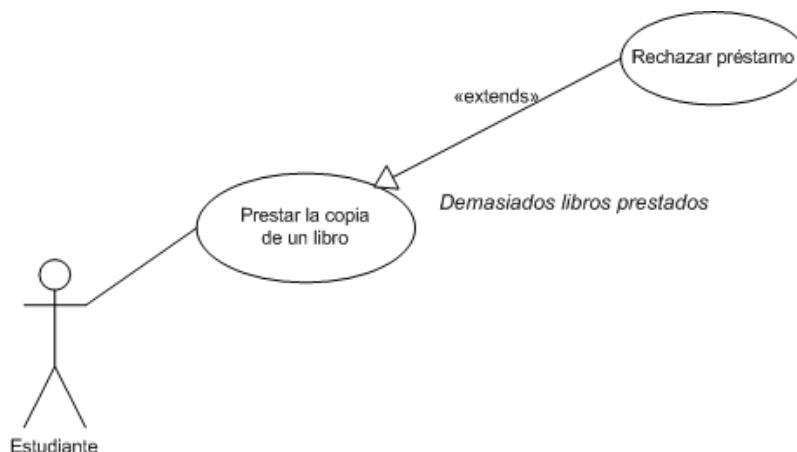 Rechazar préstamo
«extends»
Demasiados libros prestados
Prestar la copia
de un libro
Estudiante